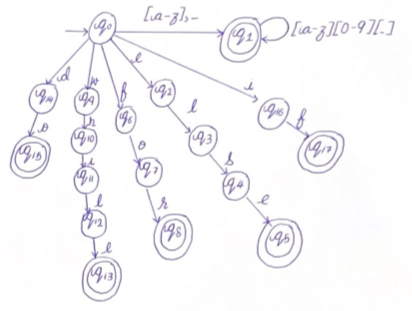 [a-z],_
q0
q1
[a-z][0-9][_]
d
w
f
e
i
q14
q9
q6
q2
q16
o
h
l
f
q15
q10
o
q3
q17
i
q7
s
q11
r
q4
l
q8
e
q12
q5
e
q13